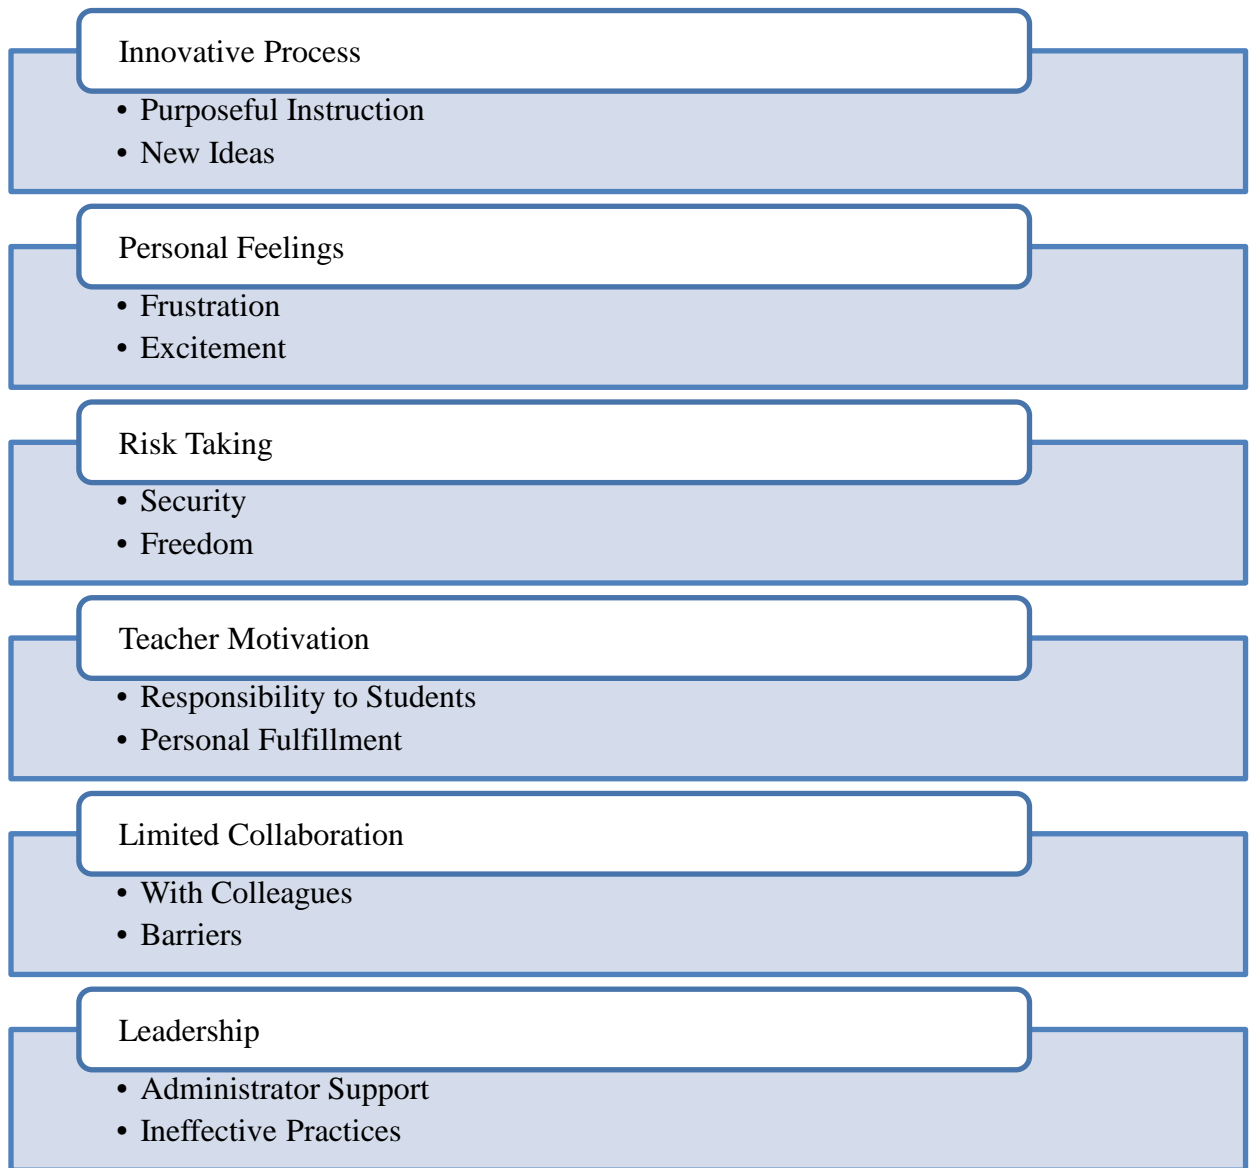 Innovative Process
• Purposeful Instruction
• New Ideas
Personal Feelings
• Frustration
• Excitement
Risk Taking
• Security
• Freedom
Teacher Motivation
• Responsibility to Students
• Personal Fulfillment
Limited Collaboration
• With Colleagues
• Barriers
Leadership
• Administrator Support
• Ineffective Practices